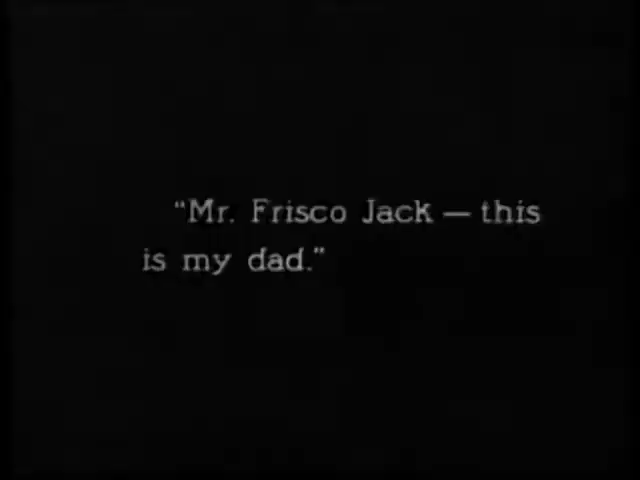 “Mr. Frisco Jack — this
is my dad.”